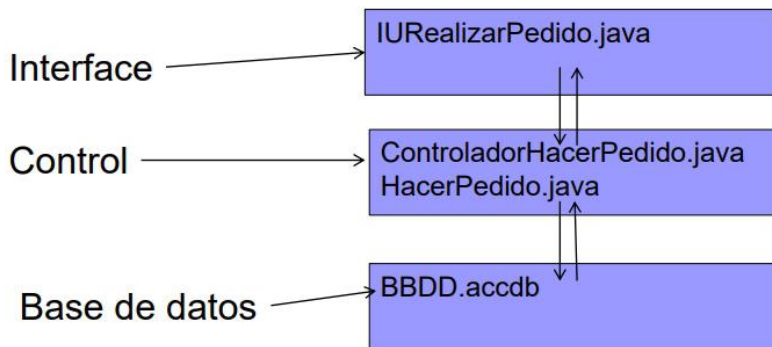 Interface
IURealizarPedido.java
Control
ControladorHacerPedido.java
HacerPedido.java
Base de datos
BBDD.accdb